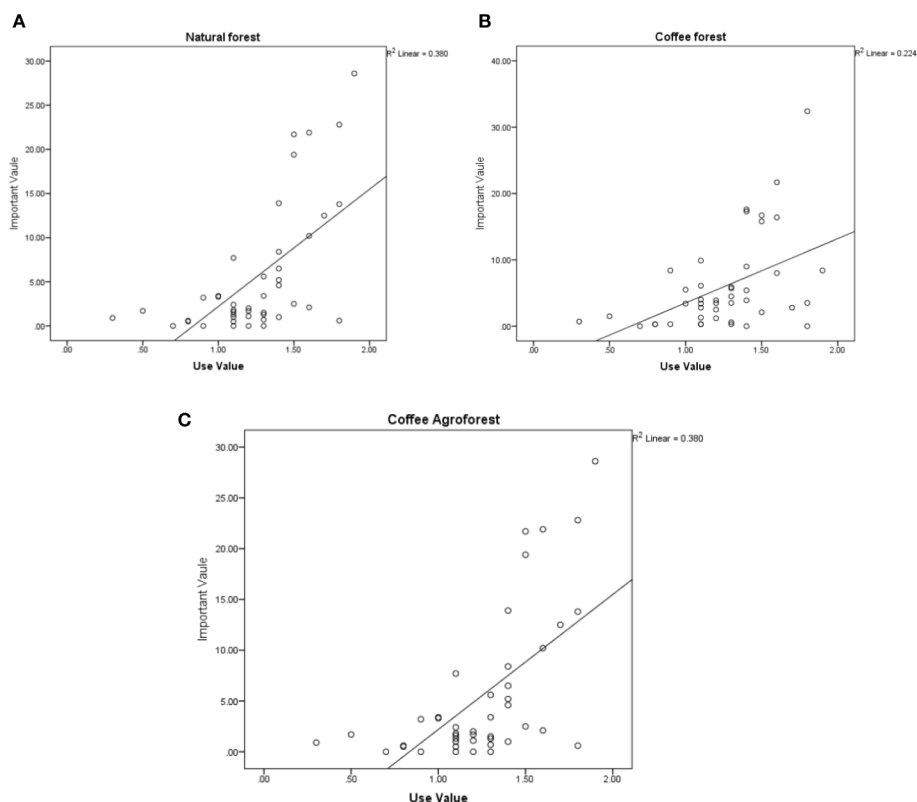 A
Natural forest
R² Linear = 0.380
30.00
25.00
20.00
15.00
10.00
5.00
.00
Important Vaule
.00 .50 1.00 1.50 2.00
Use Value
B
Coffee forest
R² Linear = 0.224
40.00
30.00
20.00
10.00
.00
Important Vaule
.00 .50 1.00 1.50 2.00
Use Value
C
Coffee Agroforest
R² Linear = 0.380
30.00
25.00
20.00
15.00
10.00
5.00
.00
Important Vaule
.00 .50 1.00 1.50 2.00
Use Value